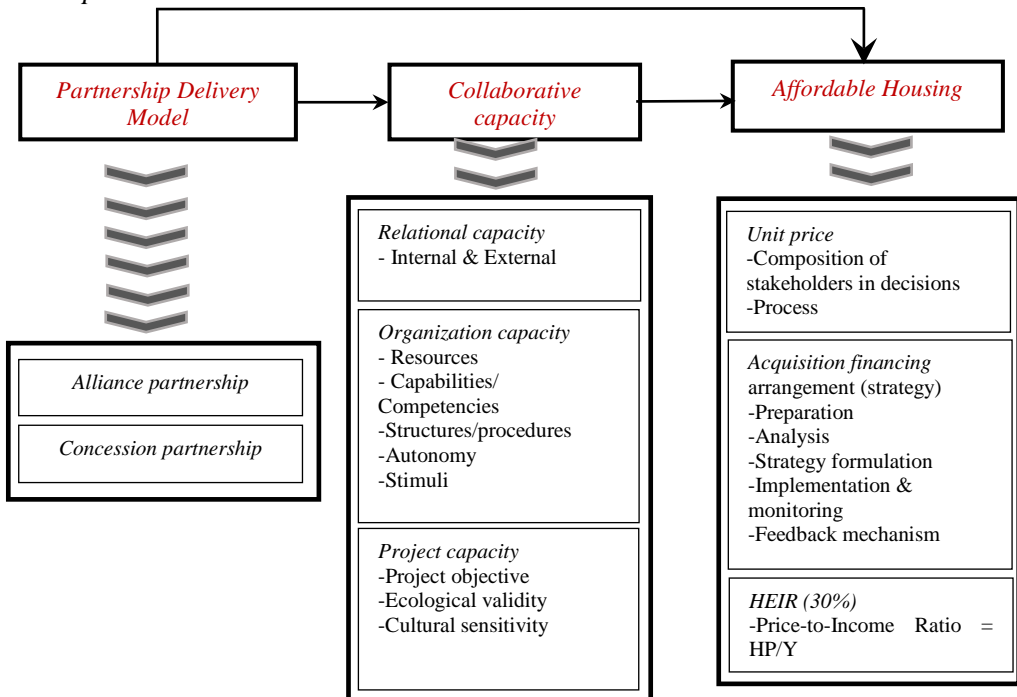 Partnership Delivery
Model
Collaborative
capacity
Affordable Housing
Alliance partnership
Concession partnership
Relational capacity
- Internal & External
Organization capacity
- Resources
- Capabilities/
Competencies
-Structures/procedures
-Autonomy
-Stimuli
Project capacity
-Project objective
-Ecological validity
-Cultural sensitivity
Unit price
-Composition of
stakeholders in decisions
-Process
Acquisition financing
arrangement (strategy)
-Preparation
-Analysis
-Strategy formulation
-Implementation &
monitoring
-Feedback mechanism
HEIR (30%)
-Price-to-Income Ratio =
HP/Y